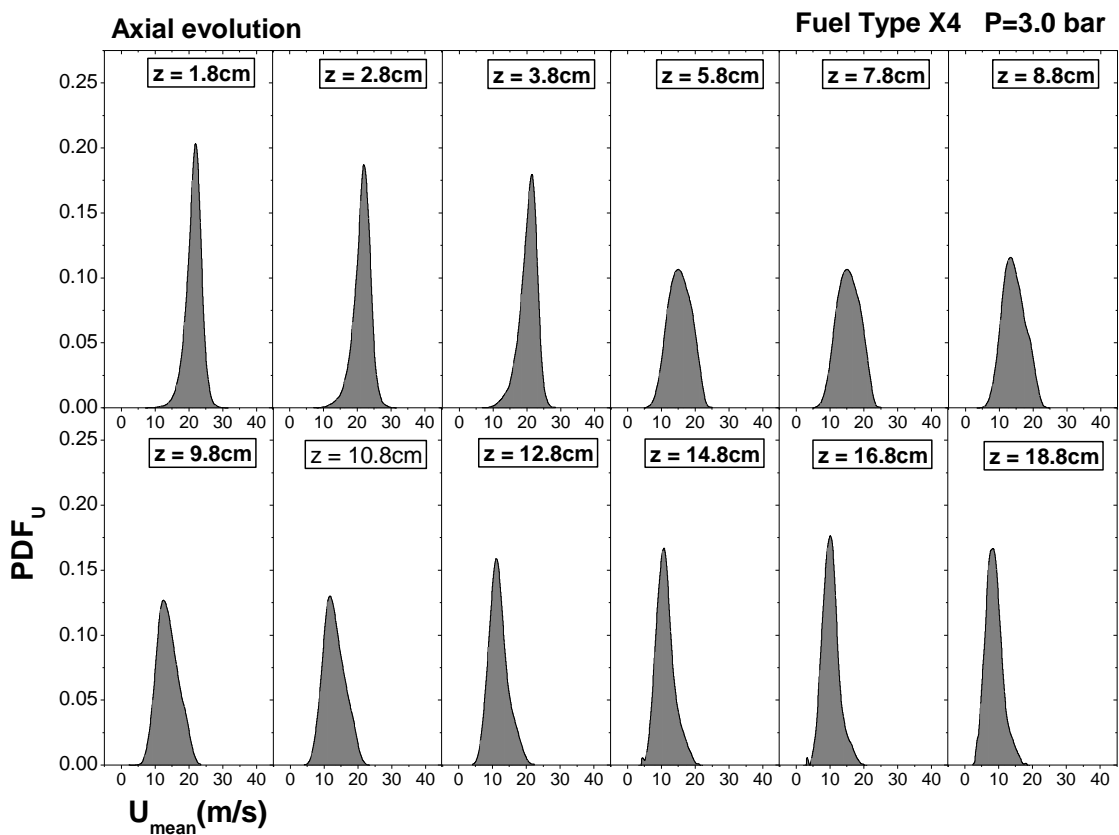 Axial evolution
Fuel Type X4 P=3.0 bar
z = 1.8cm
z = 2.8cm
z = 3.8cm
z = 5.8cm
z = 7.8cm
z = 8.8cm
0.25
0.20
0.15
0.10
0.05
0.00
0 10 20 30 40
0 10 20 30 40
0 10 20 30 40
0 10 20 30 40
0 10 20 30 40
0 10 20 30 40
z = 9.8cm
z = 10.8cm
z = 12.8cm
z = 14.8cm
z = 16.8cm
z = 18.8cm
0.25
0.20
0.15
0.10
0.05
0.00
0 10 20 30 40
0 10 20 30 40
0 10 20 30 40
0 10 20 30 40
0 10 20 30 40
0 10 20 30 40
PDF_U
U_mean(m/s)